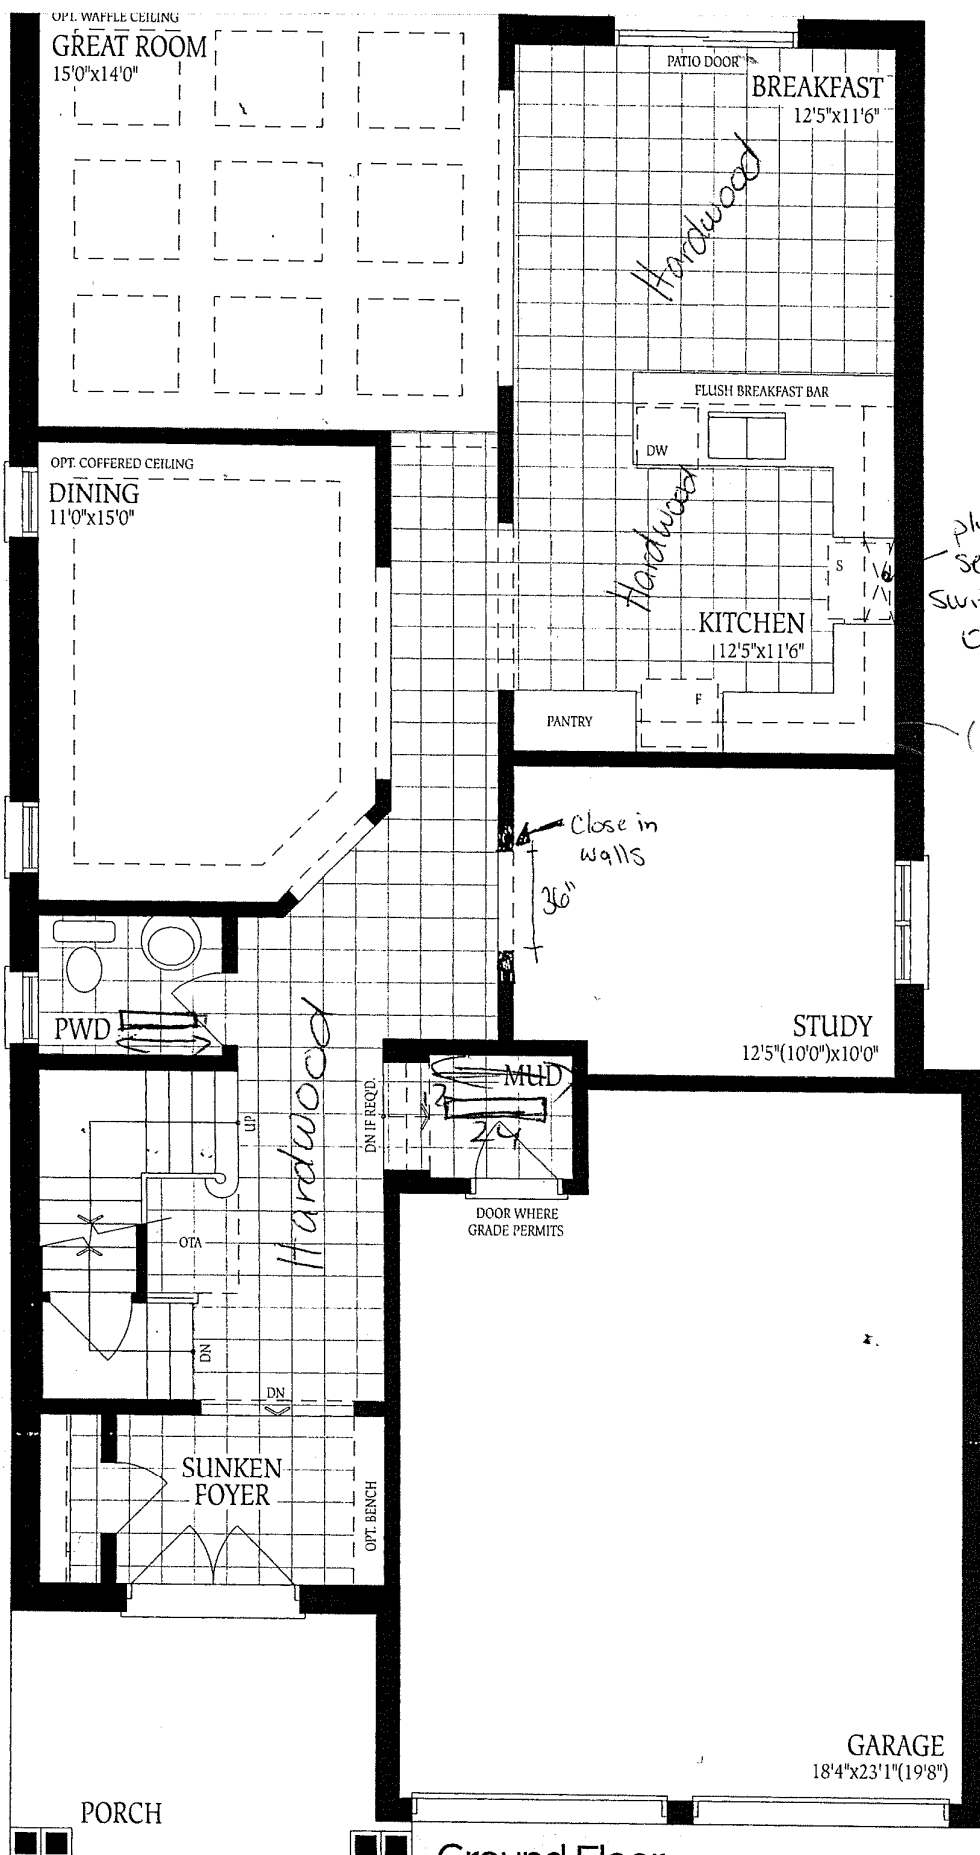 OPT. WAFFLE CEILING
GREAT ROOM
15'0"x14'0"
PATIO DOOR
BREAKFAST
12'5"x11'6"
Hardwood
FLUSH BREAKFAST BAR
DW
OPT. COFFERED CEILING
DINING
11'0"x15'0"
Hardwood
S
KITCHEN
12'5"x11'6"
F
PANTRY
Close in
walls
36"
PWD
STUDY
12'5"(10'0")x10'0"
Hardwood
UP
DN IF REQ'D.
MUD
24
DOOR WHERE
GRADE PERMITS
OTA
DN
DN
SUNKEN
FOYER
OPT. BENCH
GARAGE
18'4"x23'1"(19'8")
PORCH
Ground Floor